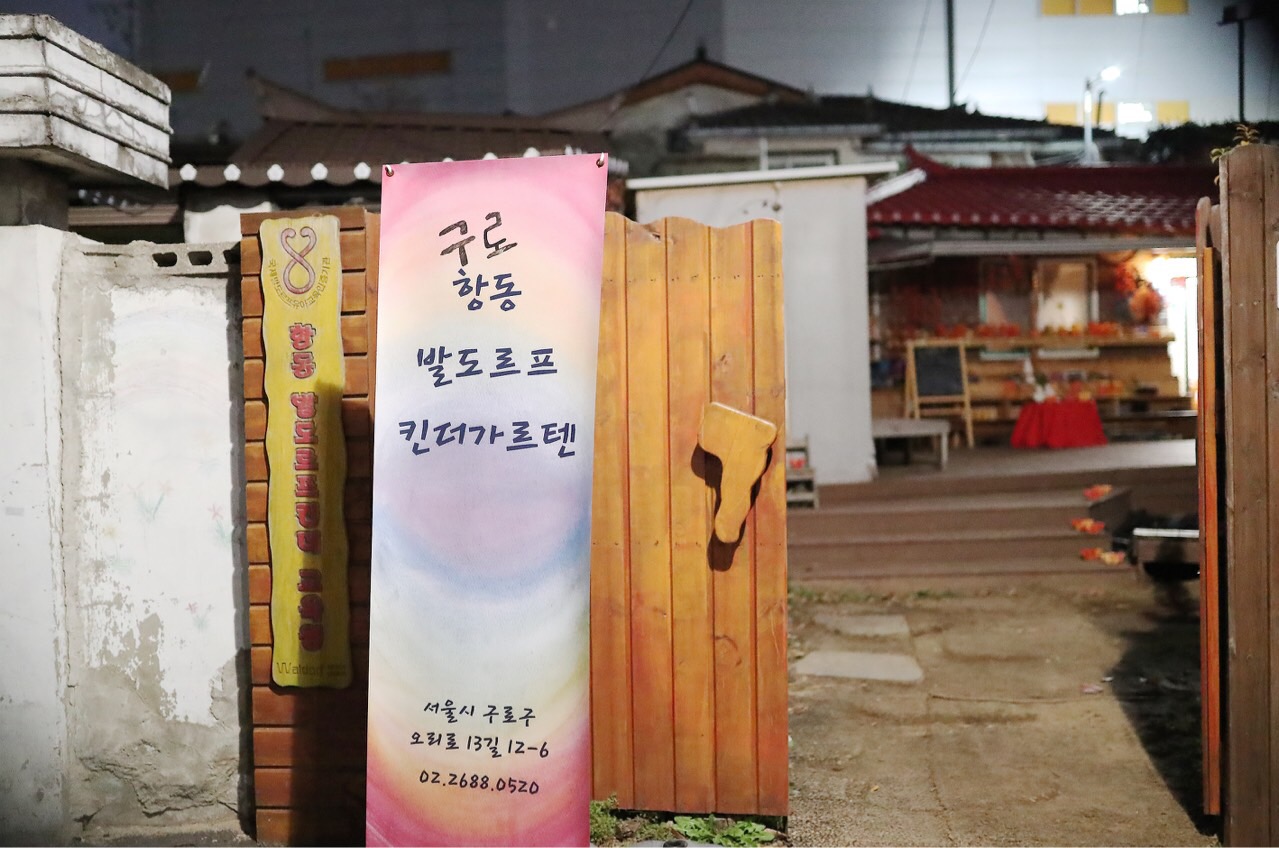 구로
항동
발도르프
킨더가르텐
서울시 구로구
오리로 13길 12-6
02.2688.0520
항동